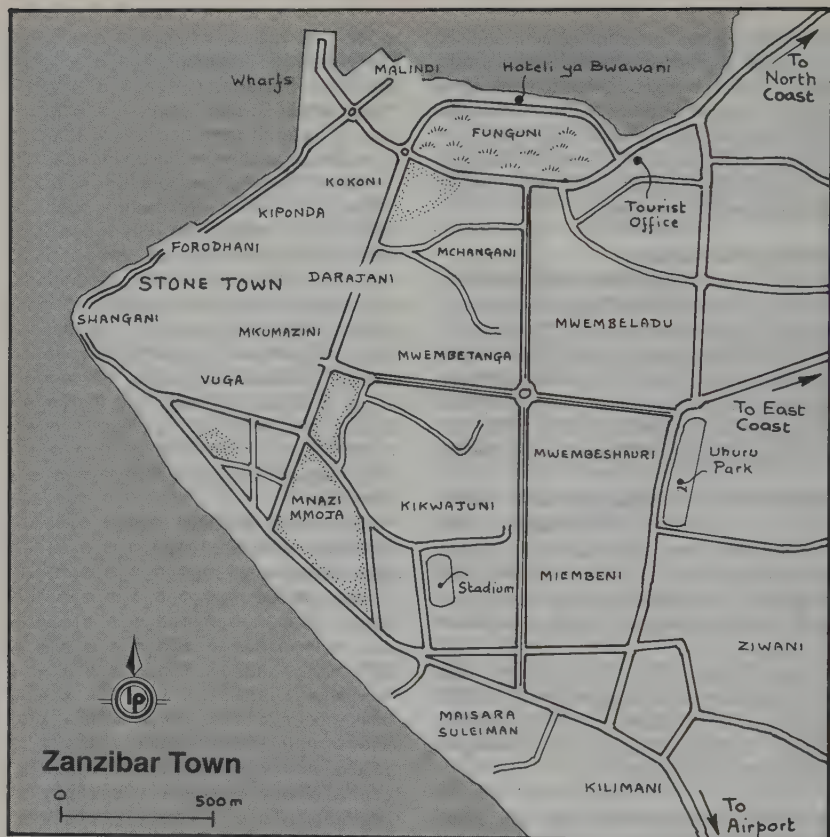 To
North
Coast
Hoteli ya Bwawani
MALINDI
Wharfs
FUNGUNI
KOKONI
Tourist
Office
KIPONDA
FORODHANI
MCHANGANI
STONE TOWN
DARAJANI
SHANGANI
MKUMAZINI
MWEMBELADU
MWEMBETANGA
VUGA
To East
Coast
Uhuru
Park
MWEMBESHAURI
MNAZI
MMOJA
KIKWAJUNI
Stadium
MIEMBENI
ZIWANI
lp
MAISARA
SULEIMAN
Zanzibar Town
KILIMANI
0
500m
To
Airport